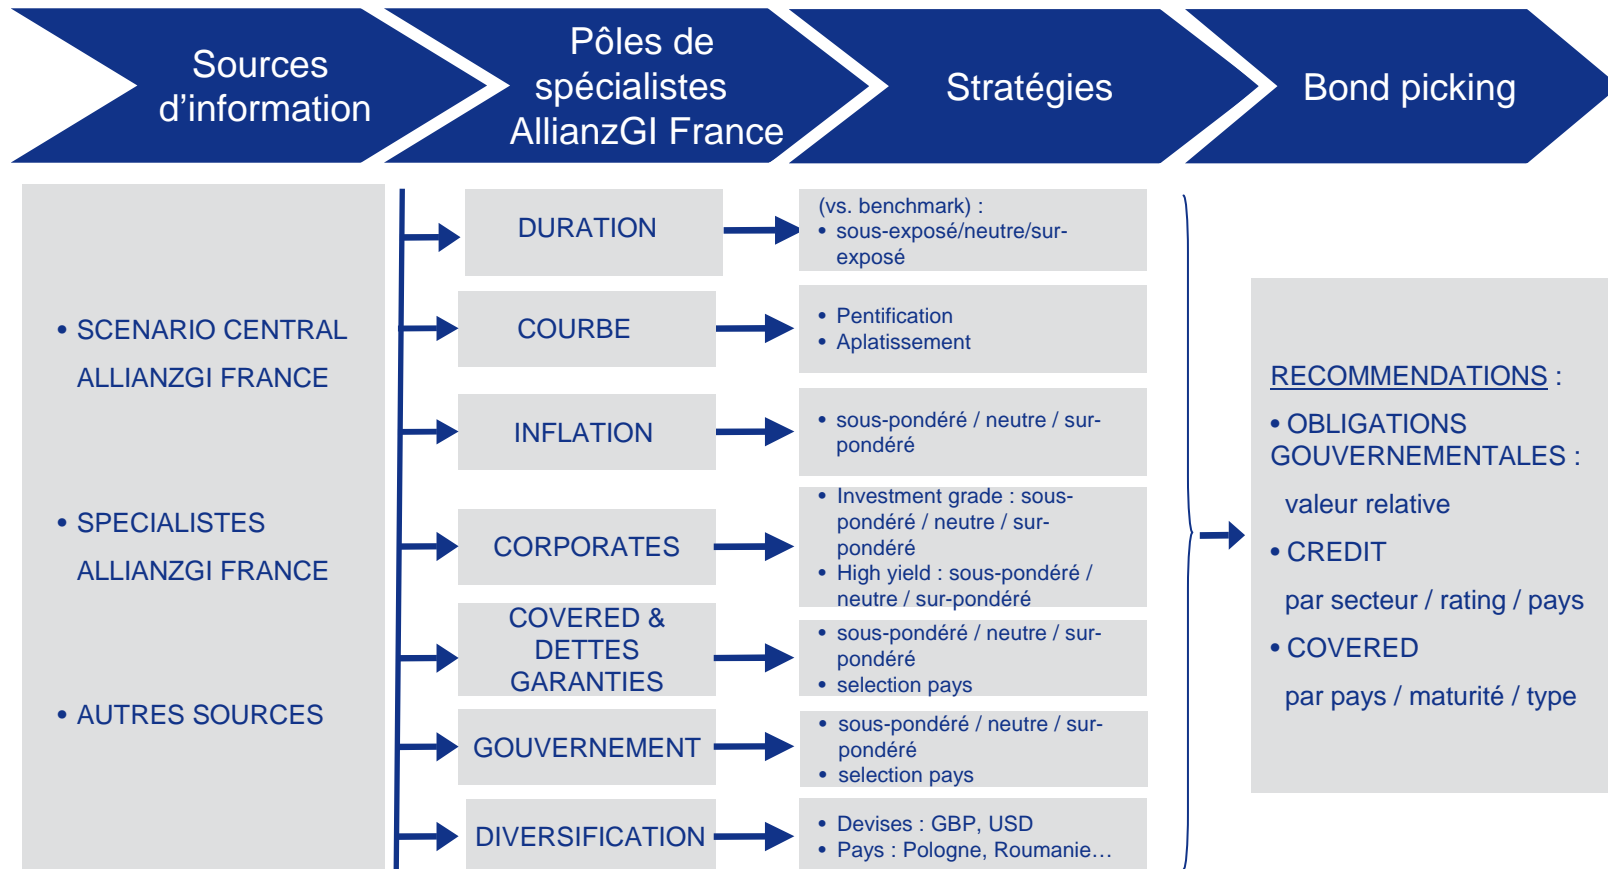 Sources
d’information
Pôles de
spécialistes
AllianzGI France
Stratégies
Bond picking
• SCENARIO CENTRAL
ALLIANZGI FRANCE
• SPECIALISTES
ALLIANZGI FRANCE
• AUTRES SOURCES
DURATION
(vs. benchmark) :
• sous-exposé/neutre/sur-
exposé
COURBE
• Pentification
• Aplatissement
INFLATION
• sous-pondéré / neutre / sur-
pondéré
CORPORATES
• Investment grade : sous-
pondéré / neutre / sur-
pondéré
• High yield : sous-pondéré /
neutre / sur-pondéré
COVERED &
DETTES
GARANTIES
• sous-pondéré / neutre / sur-
pondéré
• selection pays
GOUVERNEMENT
• sous-pondéré / neutre / sur-
pondéré
• selection pays
DIVERSIFICATION
• Devises : GBP, USD
• Pays : Pologne, Roumanie…
RECOMMENDATIONS :
• OBLIGATIONS
GOUVERNEMENTALES :
valeur relative
• CREDIT
par secteur / rating / pays
• COVERED
par pays / maturité / type